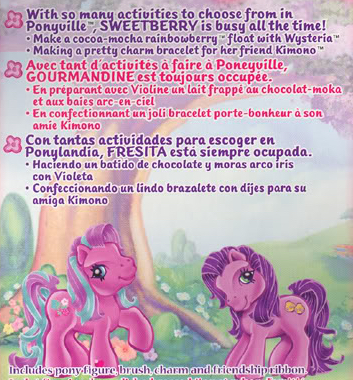 With so many activities to choose from in
Ponyville™, SWEETBERRY is busy all the time!
• Make a cocoa-mocha rainbowberry™ float with Wysteria™
• Making a pretty charm bracelet for her friend Kimono™
Avec tant d'activités à faire à Poneyville,
GOURMANDINE est toujours occupée.
• En préparant avec Violine un lait frappé au chocolat-moka
et aux baies arc-en-ciel
• En confectionnant un joli bracelet porte-bonheur à son
amie Kimono
Con tantas actividades para escoger en
Ponylandia, FRESITA está siempre ocupada.
• Haciendo un batido de chocolate y moras arco iris
con Violeta
• Confeccionando un lindo brazalete con dijes para su
amiga Kimono
Includes pony figure, brush, charm and friendship ribbon.